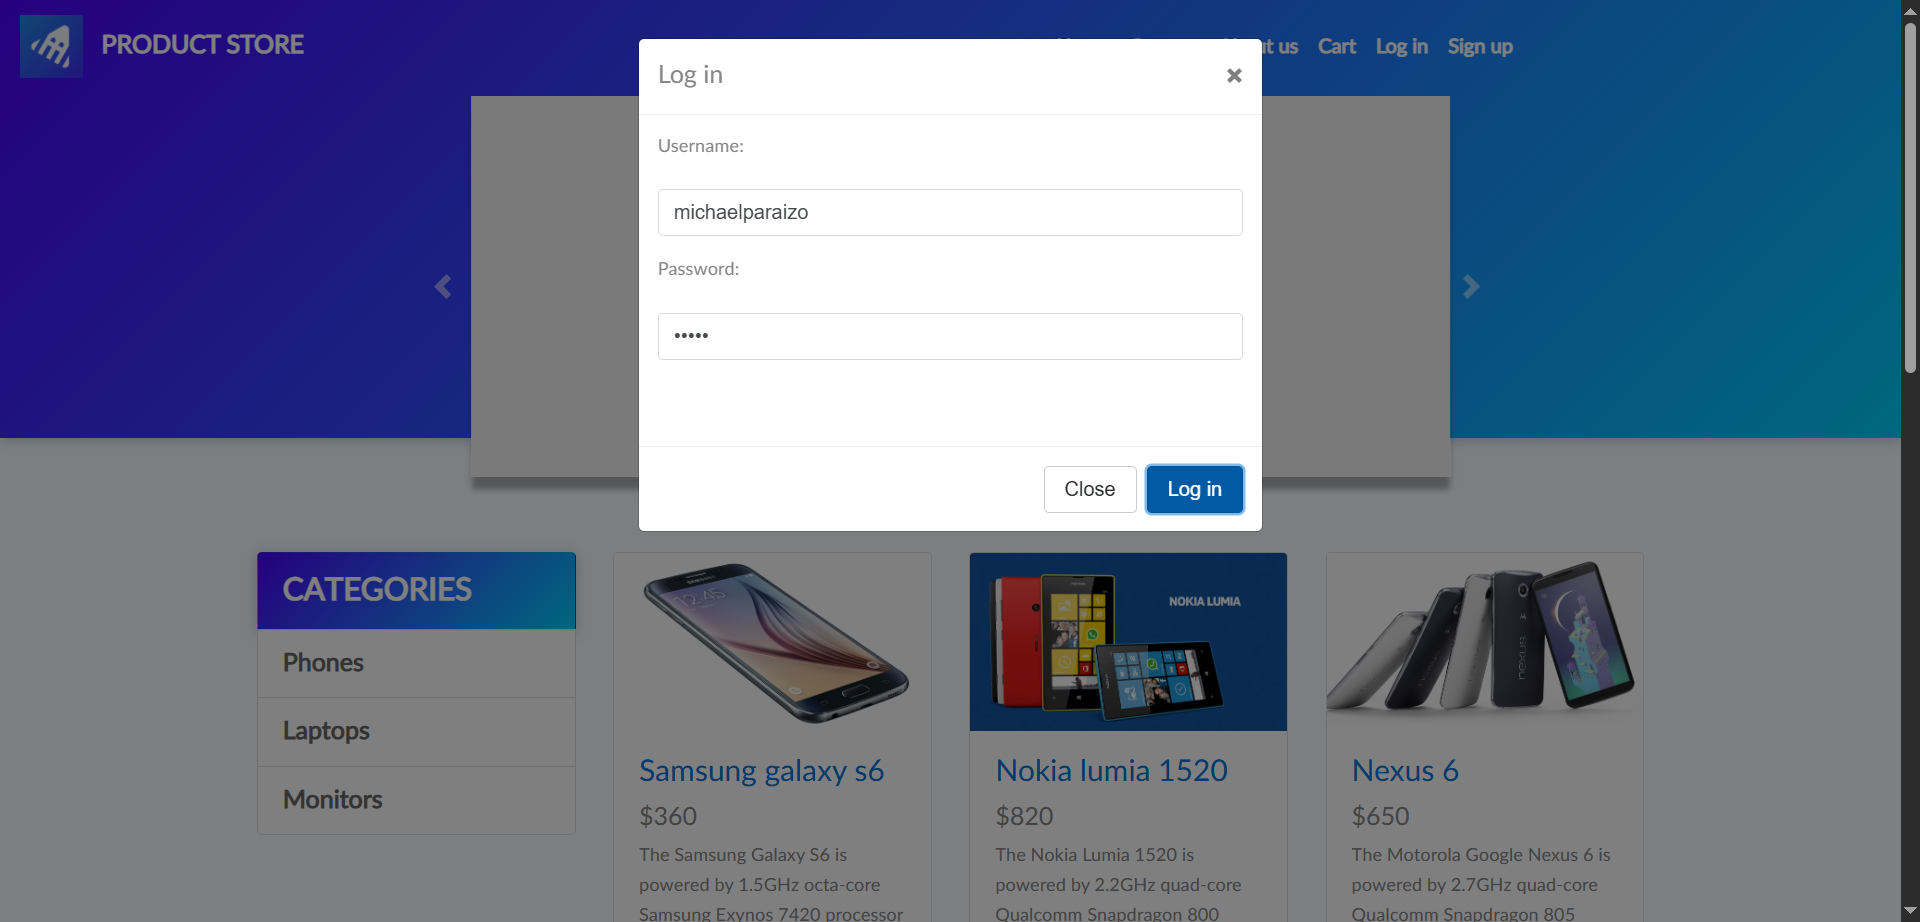 PRODUCT STORE
t us
Cart
Log in
Sign up
Log in
×
Username:
michaelparaizo
Password:
•••••
Close
Log in
CATEGORIES
Phones
Laptops
Monitors
12:45
SAMSUNG
Samsung galaxy s6
$360
The Samsung Galaxy S6 is
powered by 1.5GHz octa-core
Samsung Exynos 7420 processor
NOKIA LUMIA
Nokia lumia 1520
$820
The Nokia Lumia 1520 is
powered by 2.2GHz quad-core
Qualcomm Snapdragon 800
nexus
Nexus 6
$650
The Motorola Google Nexus 6 is
powered by 2.7GHz quad-core
Qualcomm Snapdragon 805